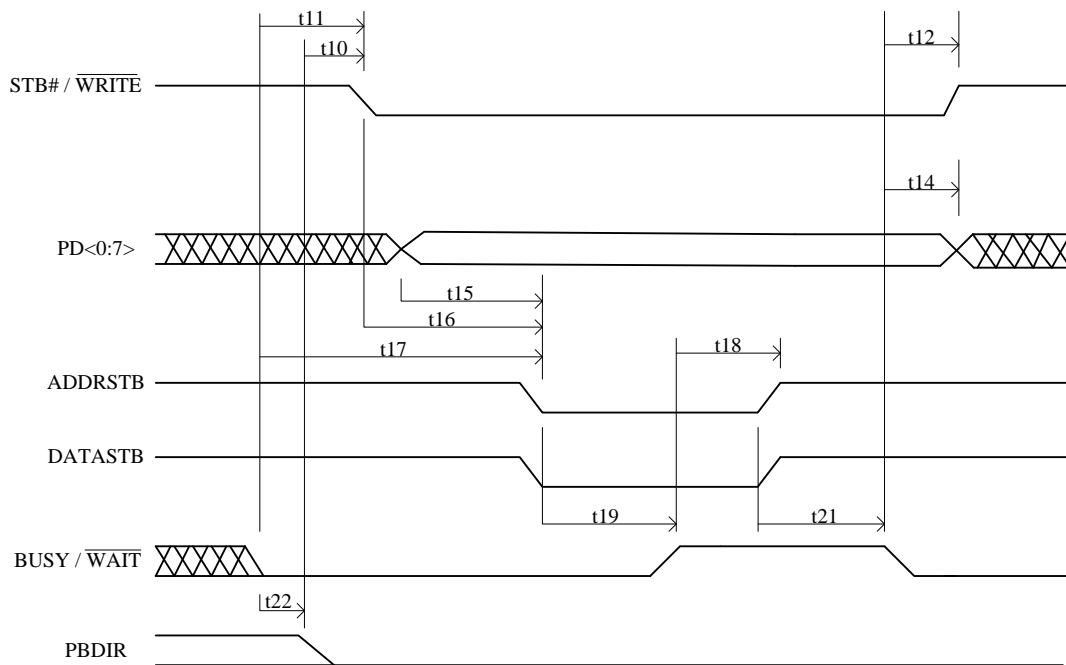 t11
t10
t12
STB# / WRITE
t14
PD<0:7>
t15
t16
t17
t18
ADDRSTB
DATASTB
t19
t21
BUSY / WAIT
t22
PBDIR